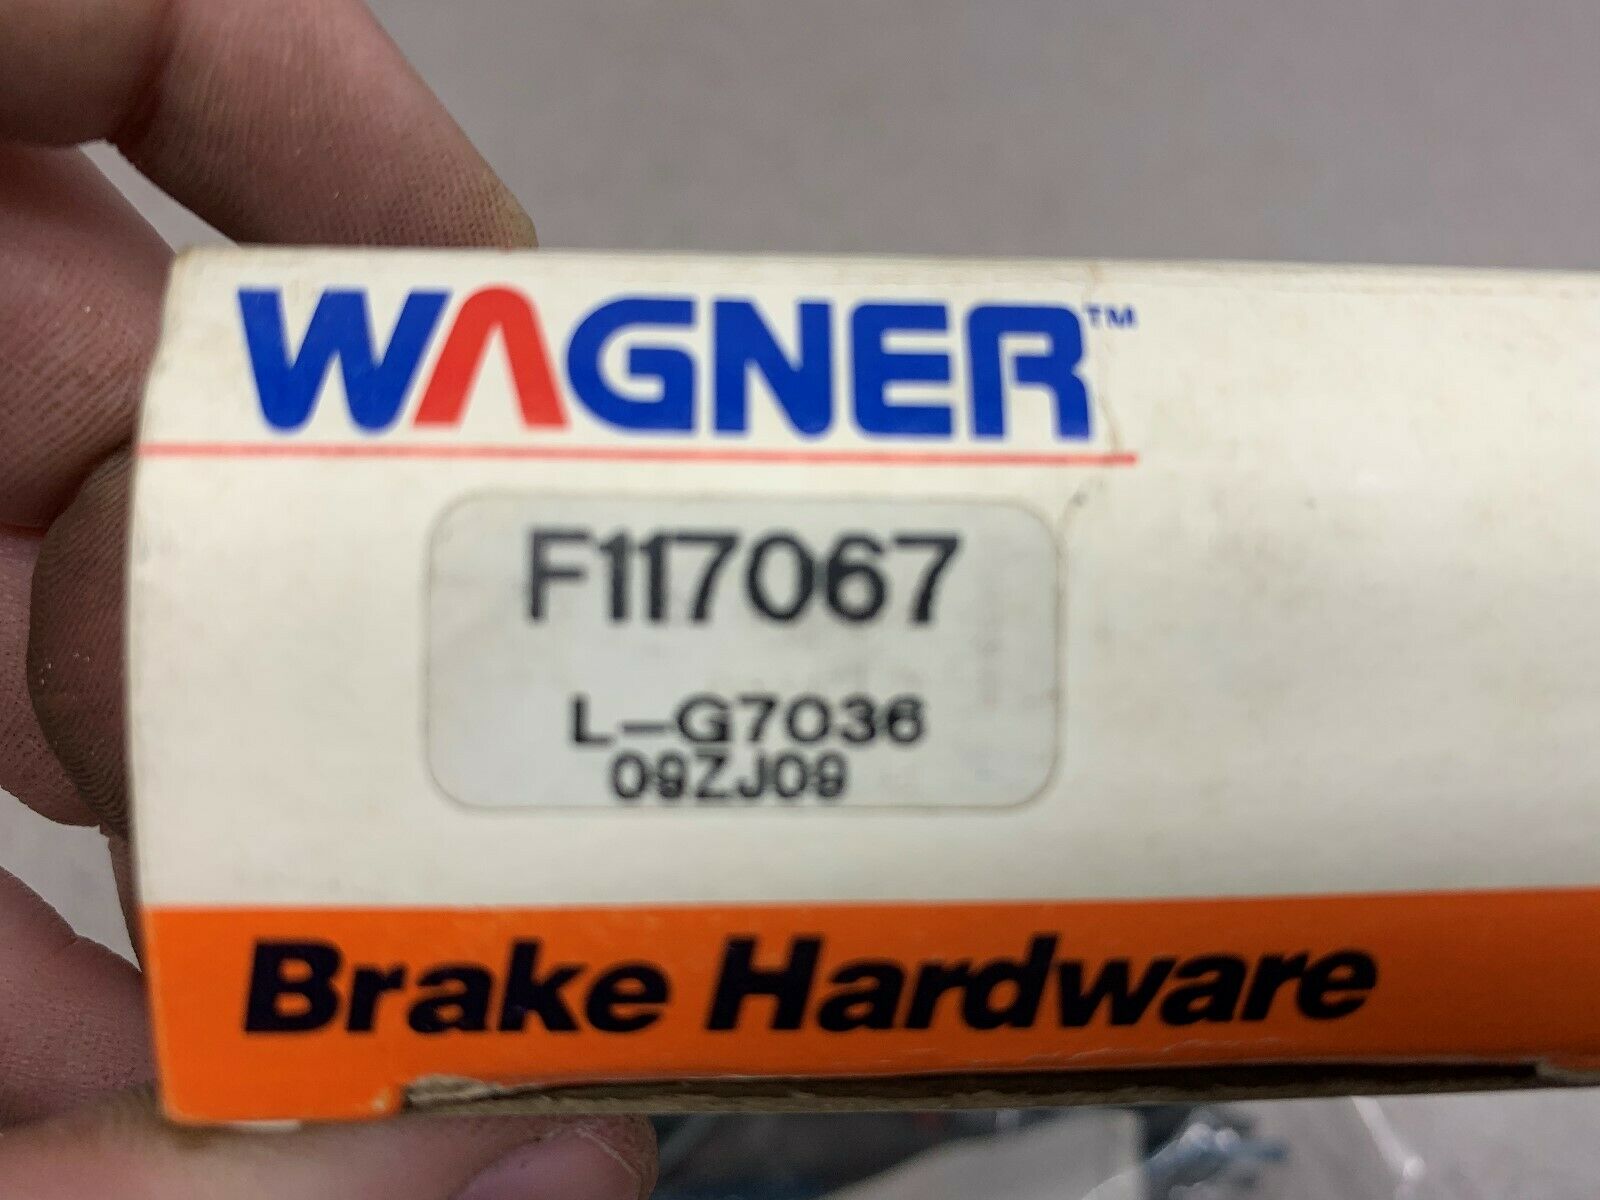 WAGNER™
F117067
L-G7036
09ZJ09
Brake Hardware